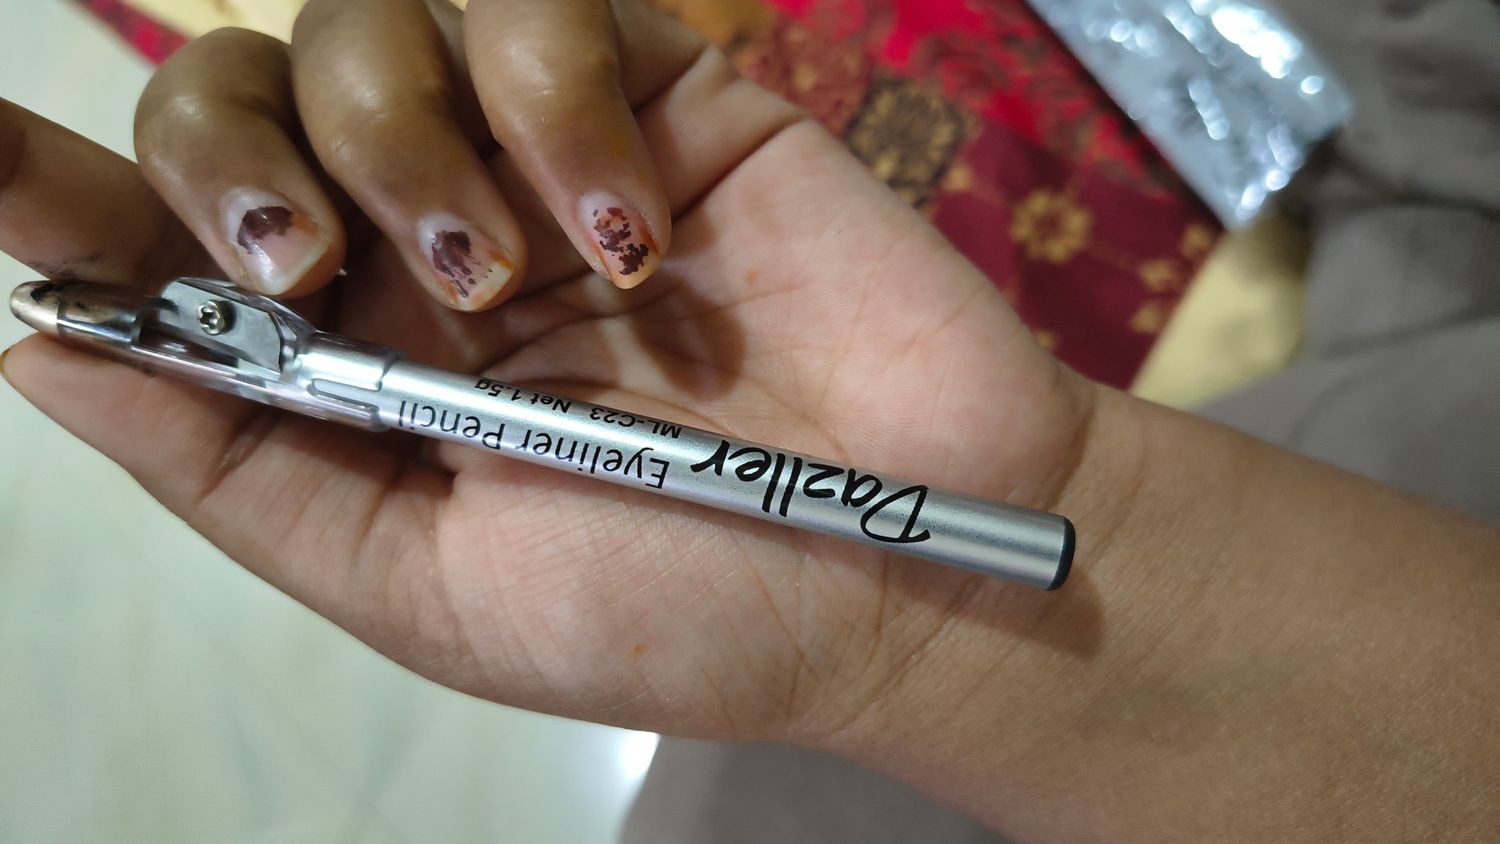 Dazller
Eyeliner Pencil
ML-C23 Net 1.5g